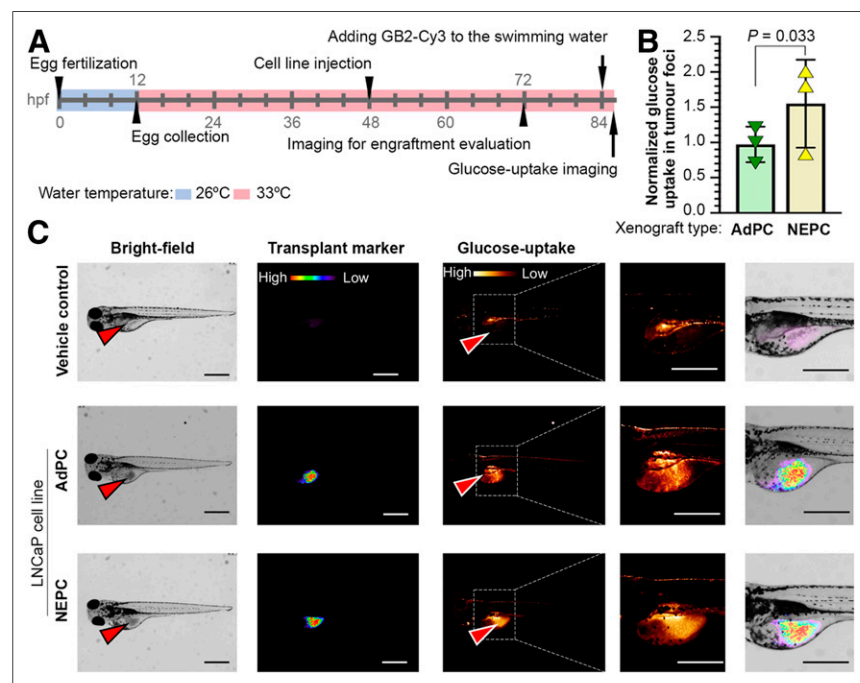 A
Adding GB2-Cy3 to the swimming water
Egg fertilization
12
Cell line injection
72
hpf
0
24
36
48
60
84
Egg collection
Imaging for engraftment evaluation
Glucose-uptake imaging
Water temperature:
26ºC
33ºC
B
P = 0.033
Normalized glucose
uptake in tumour foci
2.5
2.0
1.5
1.0
0.5
0.0
Xenograft type:
AdPC
NEPC
C
Bright-field
Transplant marker
Glucose-uptake
Vehicle control
High
Low
High
Low
LNCaP cell line
AdPC
NEPC